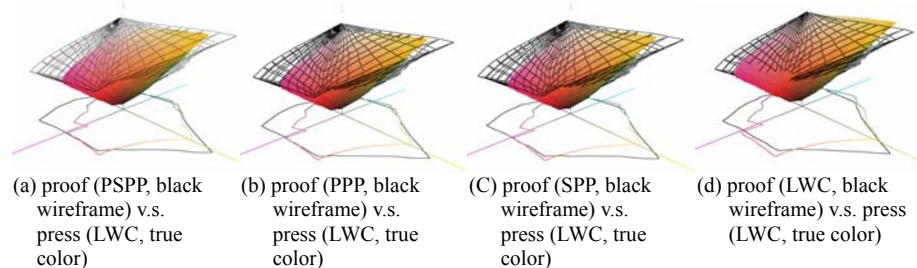 (a) proof (PSPP, black
wireframe) v.s.
press (LWC, true
color)
(b) proof (PPP, black
wireframe) v.s.
press (LWC, true
color)
(C) proof (SPP, black
wireframe) v.s.
press (LWC, true
color)
(d) proof (LWC, black
wireframe) v.s. press
(LWC, true color)